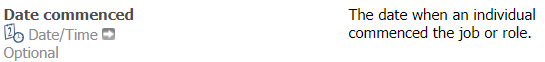 Date commenced
Date/Time
Optional
The date when an individual
commenced the job or role.